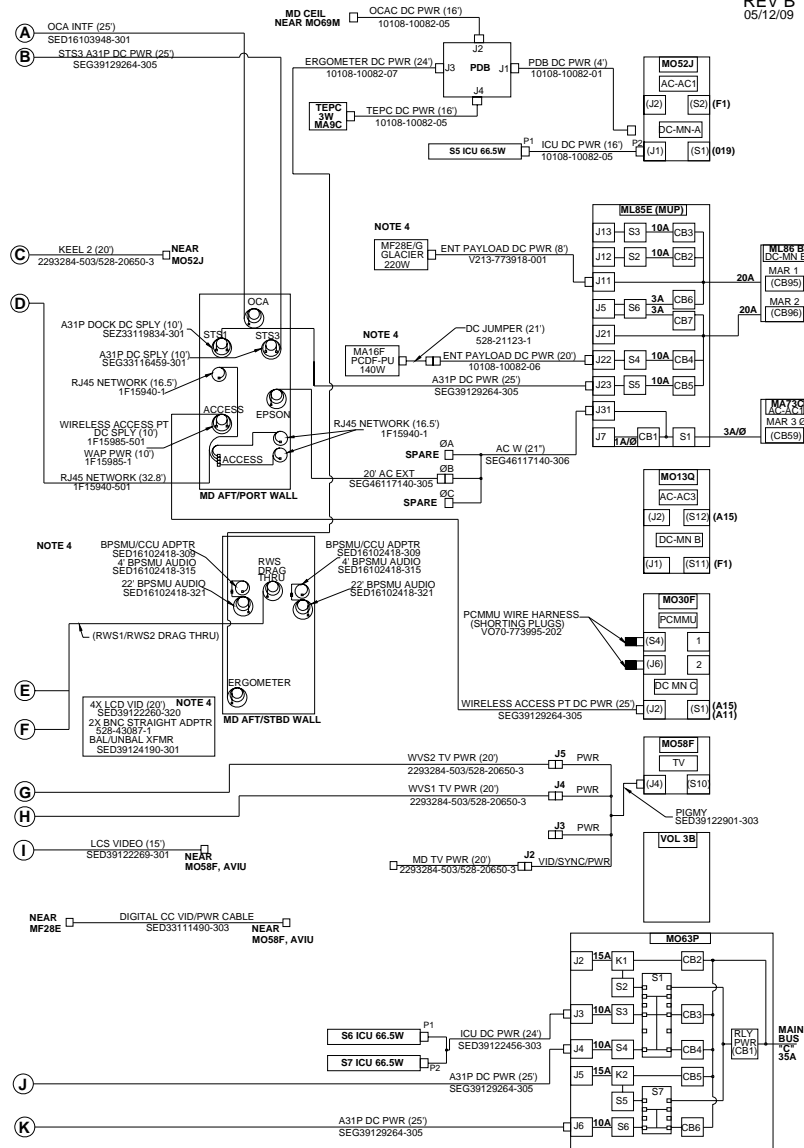 REV B
05/12/09
MD CEIL
NEAR MO69M
OCAC DC PWR (16')
10108-10082-05
A
OCA INTF (25')
SED16103948-301
B
STS3 A31P DC PWR (25')
SEG39129264-305
ERGOMETER DC PWR (24')
10108-10082-07
J2
J3
PDB
J1
J4
PDB DC PWR (4')
10108-10082-01
TEPC
3W
MA9C
TEPC DC PWR (16')
10108-10082-05
S5 ICU 66.5W
P1
ICU DC PWR (16')
10108-10082-05
P2
MO52J
AC-AC1
(J2)
(S2)
(F1)
DC-MN-A
(J1)
(S1)
(019)
C
KEEL 2 (20')
2293284-503/528-20650-3
NEAR
MO52J
D
NOTE 4
MF28E/G
GLACIER
220W
ENT PAYLOAD DC PWR (8')
V213-773918-001
NOTE 4
MA16F
PCDF-PU
140W
DC JUMPER (21')
528-21123-1
ENT PAYLOAD DC PWR (20')
10108-10082-06
A31P DC PWR (25')
SEG39129264-305
ML85E (MUP)
J13
S3
10A
CB3
J12
S2
10A
CB2
J11
J5
S6
3A
3A
CB6
CB7
J21
J22
S4
10A
CB4
J23
S5
10A
CB5
J31
J7
1A/Ø
CB1
S1
20A
20A
3A/Ø
ML86 B
DC-MN B
MAR 1
(CB95)
MAR 2
(CB96)
MA73C
AC-AC1
MAR 3 Ø
(CB59)
OCA
STS1
STS3
A31P DOCK DC SPLY (10')
SEZ33119834-301
A31P DC SPLY (10')
SEG33116459-301
RJ45 NETWORK (16.5')
1F15940-1
ACCESS
EPSON
WIRELESS ACCESS PT
DC SPLY (10')
1F15985-501
WAP PWR (10')
1F15985-1
ACCESS
RJ45 NETWORK (32.8')
1F15940-501
MD AFT/PORT WALL
RJ45 NETWORK (16.5')
1F15940-1
SPARE
ØA
20' AC EXT
SEG46117140-305
ØB
SPARE
ØC
AC W (21")
SEG46117140-306
MO13Q
AC-AC3
(J2)
(S12)
(A15)
DC-MN B
(J1)
(S11)
(F1)
NOTE 4
BPSMU/CCU ADPTR
SED16102418-309
4' BPSMU AUDIO
SED16102418-315
22' BPSMU AUDIO
SED16102418-321
RWS
DRAG
THRU
BPSMU/CCU ADPTR
SED16102418-309
4' BPSMU AUDIO
SED16102418-315
22' BPSMU AUDIO
SED16102418-321
ERGOMETER
MD AFT/STBD WALL
(RWS1/RWS2 DRAG THRU)
E
F
4X LCD VID (20')
NOTE 4
SED39122260-320
2X BNC STRAIGHT ADPTR
528-43087-1
BAL/UNBAL XFMR
SED39124190-301
PCMMU WIRE HARNESS
(SHORTING PLUGS)
VO70-773995-202
MO30F
PCMMU
(S4)
1
(J6)
2
DC MN C
(J2)
(S1)
(A15)
(A11)
WIRELESS ACCESS PT DC PWR (25')
SEG39129264-305
G
WVS2 TV PWR (20')
2293284-503/528-20650-3
J5
PWR
H
WVS1 TV PWR (20')
2293284-503/528-20650-3
J4
PWR
J3
PWR
I
LCS VIDEO (15')
SED39122269-301
NEAR
MO58F, AVIU
MD TV PWR (20')
2293284-503/528-20650-3
J2
VID/SYNC/PWR
MO58F
TV
(J4)
(S10)
PIGMY
SED39122901-303
VOL 3B
NEAR
MF28E
DIGITAL CC VID/PWR CABLE
SED33111490-303
NEAR
MO58F, AVIU
MO63P
J2
15A
K1
CB2
S2
S1
J3
10A
S3
CB3
J4
10A
S4
CB4
J5
15A
K2
CB5
S5
S7
J6
10A
S6
CB6
RLY
PWR
(CB1)
MAIN
BUS
"C"
35A
S6 ICU 66.5W
P1
S7 ICU 66.5W
P2
ICU DC PWR (24')
SED39122456-303
J
A31P DC PWR (25')
SEG39129264-305
K
A31P DC PWR (25')
SEG39129264-305